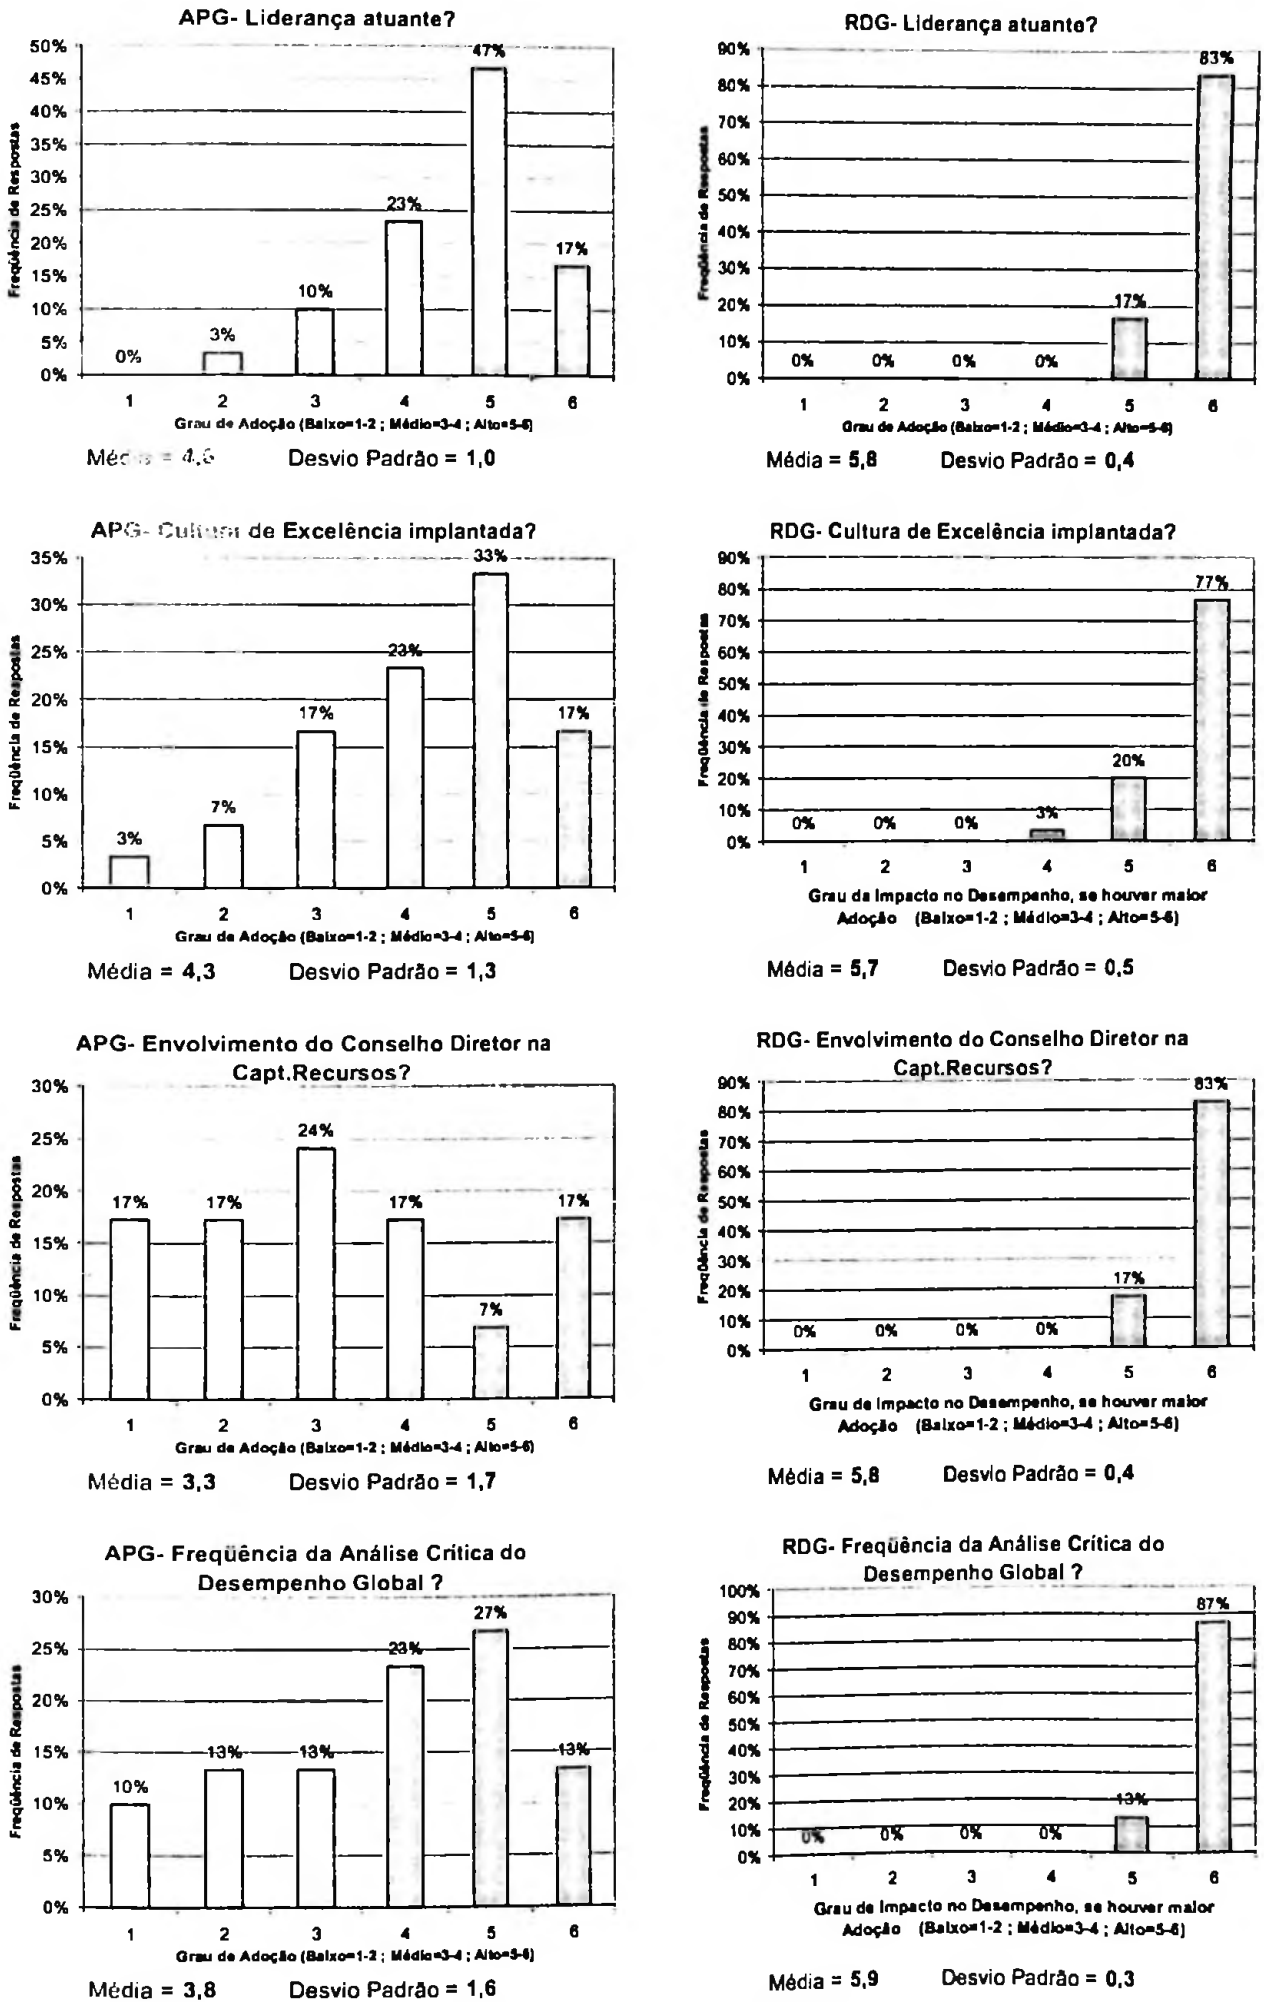 APG- Liderança atuante?
50%
45%
40%
35%
30%
25%
20%
15%
10%
5%
0%
Freqüência de Respostas
0%
3%
10%
23%
47%
17%
1 2 3 4 5 6
Grau de Adoção (Baixo=1-2 ; Médio=3-4 ; Alto=5-6)
Média = 4,6 Desvio Padrão = 1,0
RDG- Liderança atuante?
90%
80%
70%
60%
50%
40%
30%
20%
10%
0%
Freqüência de Respostas
0%
0%
0%
0%
17%
83%
1 2 3 4 5 6
Grau de Adoção (Baixo=1-2 ; Médio=3-4 ; Alto=5-6)
Média = 5,8 Desvio Padrão = 0,4
APG- Cultura de Excelência implantada?
35%
30%
25%
20%
15%
10%
5%
0%
Freqüência de Respostas
3%
7%
17%
23%
33%
17%
1 2 3 4 5 6
Grau de Adoção (Baixo=1-2 ; Médio=3-4 ; Alto=5-6)
Média = 4,3 Desvio Padrão = 1,3
RDG- Cultura de Excelência implantada?
90%
80%
70%
60%
50%
40%
30%
20%
10%
0%
Freqüência de Respostas
0%
0%
0%
3%
20%
77%
1 2 3 4 5 6
Grau da Impacto no Desempenho, se houver maior
Adoção (Baixo=1-2 ; Médio=3-4 ; Alto=5-6)
Média = 5,7 Desvio Padrão = 0,5
APG- Envolvimento do Conselho Diretor na
Capt.Recursos?
30%
25%
20%
15%
10%
5%
0%
Freqüência de Respostas
17%
17%
24%
17%
7%
17%
1 2 3 4 5 6
Grau de Adoção (Baixo=1-2 ; Médio=3-4 ; Alto=5-6)
Média = 3,3 Desvio Padrão = 1,7
RDG- Envolvimento do Conselho Diretor na
Capt.Recursos?
90%
80%
70%
60%
50%
40%
30%
20%
10%
0%
Freqüência de Respostas
0%
0%
0%
0%
17%
83%
1 2 3 4 5 6
Grau de Impacto no Desempenho, se houver maior
Adoção (Baixo=1-2 ; Médio=3-4 ; Alto=5-6)
Média = 5,8 Desvio Padrão = 0,4
APG- Freqüência da Análise Crítica do
Desempenho Global ?
30%
25%
20%
15%
10%
5%
0%
Freqüência de Respostas
10%
13%
13%
23%
27%
13%
1 2 3 4 5 6
Grau de Adoção (Baixo=1-2 ; Médio=3-4 ; Alto=5-6)
Média = 3,8 Desvio Padrão = 1,6
RDG- Freqüência da Análise Crítica do
Desempenho Global ?
100%
90%
80%
70%
60%
50%
40%
30%
20%
10%
0%
Freqüência de Respostas
0%
0%
0%
0%
13%
87%
1 2 3 4 5 6
Grau de Impacto no Desempenho, se houver maior
Adoção (Baixo=1-2 ; Médio=3-4 ; Alto=5-6)
Média = 5,9 Desvio Padrão = 0,3